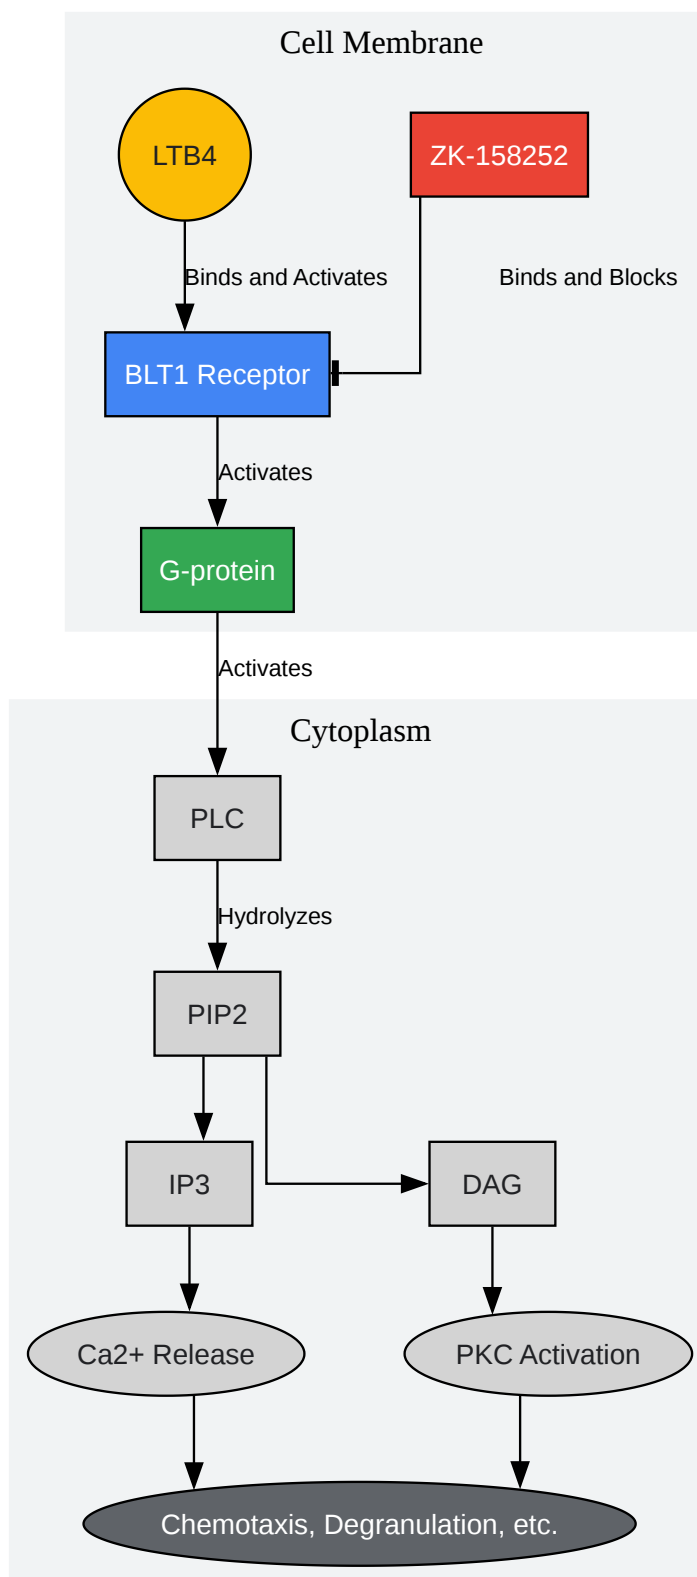 Cell Membrane
LTB4
ZK-158252
Binds and Activates
Binds and Blocks
BLT1 Receptor
Activates
G-protein
Activates
Cytoplasm
PLC
Hydrolyzes
PIP2
IP3
DAG
Ca2+ Release
PKC Activation
Chemotaxis, Degranulation, etc.